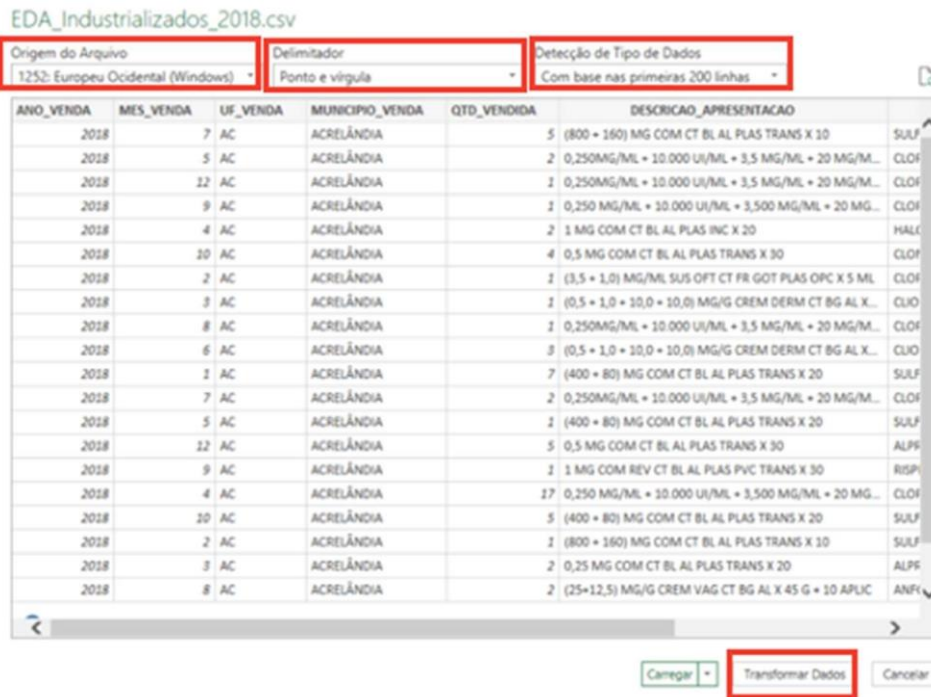 EDA_Industrializados_2018.csv
Origem do Arquivo Delimitador Detecção de Tipo de Dados
1252: Europeu Ocidental (Windows) Ponto e vírgula Com base nas primeiras 200 linhas
ANO_VENDA MES_VENDA UF_VENDA MUNICIPIO_VENDA QTD_VENDIDA DESCRICAO_APRESENTACAO
2018 7 AC ACRELÂNDIA 5 (800 + 160) MG COM CT BL AL PLAS TRANS X 10 SULF
2018 5 AC ACRELÂNDIA 2 0,250MG/ML + 10.000 UI/ML + 3,5 MG/ML + 20 MG/M... CLOF
2018 12 AC ACRELÂNDIA 1 0,250MG/ML + 10.000 UI/ML + 3,5 MG/ML + 20 MG/M... CLOF
2018 9 AC ACRELÂNDIA 1 0,250 MG/ML + 10.000 UI/ML + 3,500 MG/ML + 20 MG... CLOF
2018 4 AC ACRELÂNDIA 2 1 MG COM CT BL AL PLAS INC X 20
2018 10 AC ACRELÂNDIA 4 0,5 MG COM CT BL AL PLAS TRANS X 30
2018 2 AC ACRELÂNDIA 1 (3,5 + 1,0) MG/ML SUS OFT CT FR GOT PLAS OPC X 5 ML CLOF
2018 3 AC ACRELÂNDIA 1 (0,5 + 1,0 + 10,0 + 10,0) MG/G CREM DERM CT BG AL X... CLIO
2018 8 AC ACRELÂNDIA 1 0,250MG/ML + 10.000 UI/ML + 3,5 MG/ML + 20 MG/M... CLOF
2018 6 AC ACRELÂNDIA 3 (0,5 + 1,0 + 10,0 + 10,0) MG/G CREM DERM CT BG AL X... CLIO
2018 1 AC ACRELÂNDIA 7 (400 + 80) MG COM CT BL AL PLAS TRANS X 20 SULF
2018 7 AC ACRELÂNDIA 2 0,250MG/ML + 10.000 UI/ML + 3,5 MG/ML + 20 MG/M... CLOF
2018 5 AC ACRELÂNDIA 1 (400 + 80) MG COM CT BL AL PLAS TRANS X 20 SULF
2018 12 AC ACRELÂNDIA 5 0,5 MG COM CT BL AL PLAS TRANS X 30 ALPR
2018 9 AC ACRELÂNDIA 1 1 MG COM REV CT BL AL PLAS PVC TRANS X 30 RISP
2018 4 AC ACRELÂNDIA 17 0,250 MG/ML + 10.000 UI/ML + 3,500 MG/ML + 20 MG... CLOF
2018 10 AC ACRELÂNDIA 5 (400 + 80) MG COM CT BL AL PLAS TRANS X 20 SULF
2018 2 AC ACRELÂNDIA 1 (800 + 160) MG COM CT BL AL PLAS TRANS X 10 SULF
2018 3 AC ACRELÂNDIA 2 0,25 MG COM CT BL AL PLAS TRANS X 20 ALPR
2018 8 AC ACRELÂNDIA 2 (25+12,5) MG/G CREM VAG CT BG AL X 45 G + 10 APLIC
Carregar Transformar Dados Cancelar